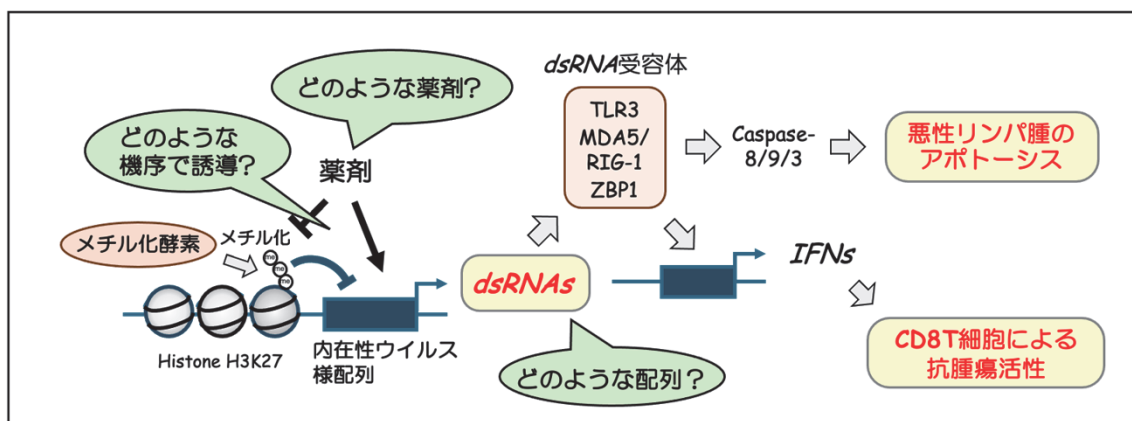 どのような薬剤?
どのような
機序で誘導?
薬剤
メチル化酵素
メチル化
me
me
me
Histone H3K27
内在性ウイルス
様配列
dsRNAs
どのような配列？
dsRNA受容体
TLR3
MDA5/
RIG-1
ZBP1
Caspase-
8/9/3
悪性リンパ腫の
アポトーシス
IFNs
CD8T細胞による
抗腫瘍活性